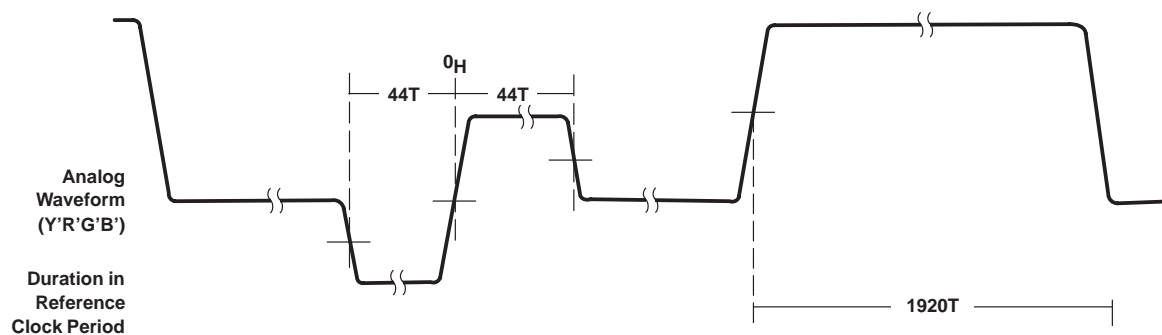 0H
44T
44T
Analog
Waveform
(Y'R'G'B')
Duration in
Reference
Clock Period
1920T